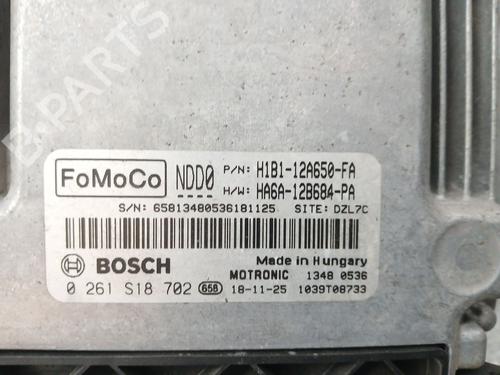 B-PARTS
FoMoCo NDD0 P/N: H1B1-12A650-FA
H/W: HA6A-12B684-PA
S/N: 65813480536181125 SITE: DZL7C
BOSCH Made in Hungary
MOTRONIC 1348 0536
0 261 S18 702 658 18-11-25 1039T08733